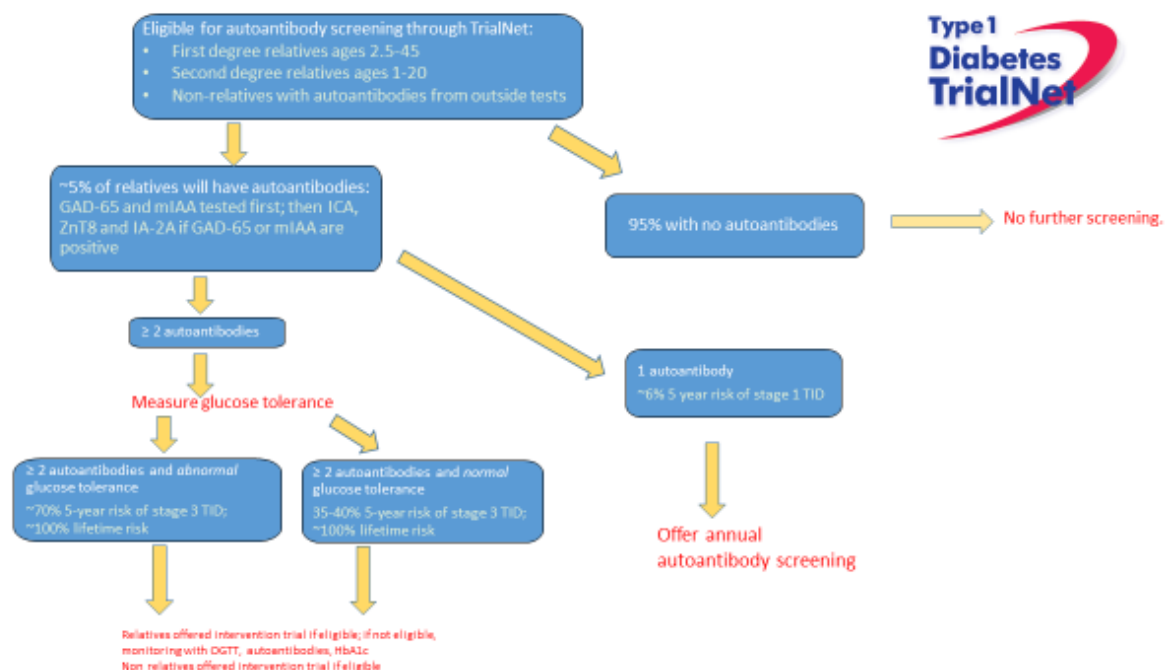 Eligible for autoantibody screening through TrialNet:
• First degree relatives ages 2.5-45
• Second degree relatives ages 1-20
• Non-relatives with autoantibodies from outside tests
Type 1
Diabetes
TrialNet
~5% of relatives will have autoantibodies:
GAD-65 and mIAA tested first; then ICA,
ZnT8 and IA-2A if GAD-65 or mIAA are
positive
95% with no autoantibodies
No further screening.
≥ 2 autoantibodies
1 autoantibody
~6% 5 year risk of stage 1 TID
Measure glucose tolerance
≥ 2 autoantibodies and abnormal
glucose tolerance
~70% 5-year risk of stage 3 TID;
~100% lifetime risk
≥ 2 autoantibodies and normal
glucose tolerance
35-40% 5-year risk of stage 3 TID;
~100% lifetime risk
Offer annual
autoantibody screening
Relatives offered intervention trial if eligible; if not eligible,
monitoring with OGTT, autoantibodies, HbA1c
Non relatives offered intervention trial if eligible